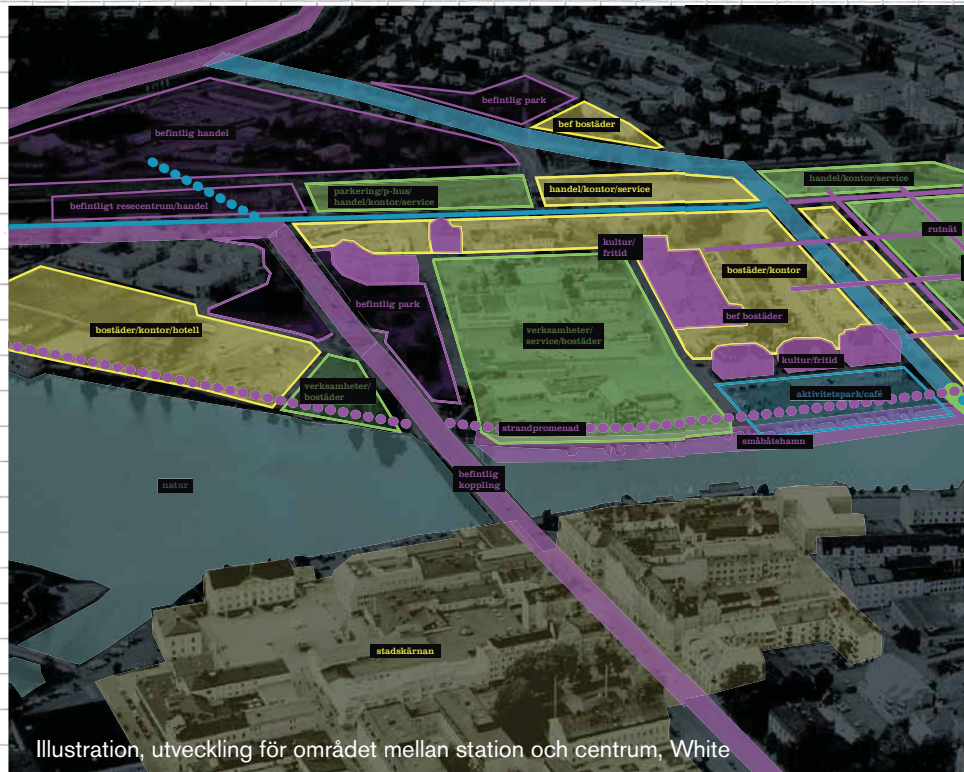 befintlig park
bef bostäder
befintlig handel
handel/kontor/service
parkering/p-hus/
handel/kontor/service
handel/kontor/service
befintligt resecentrum/handel
rutnät
kultur/
fritid
bostäder/kontor
befintlig park
bef bostäder
bostäder/kontor/hotell
verksamheter/
service/bostäder
kultur/fritid
verksamheter/
bostäder
aktivitetspark/café
strandpromenad
småbåtshamn
befintlig
koppling
natur
stadskärnan
Illustration, utveckling för området mellan station och centrum, White